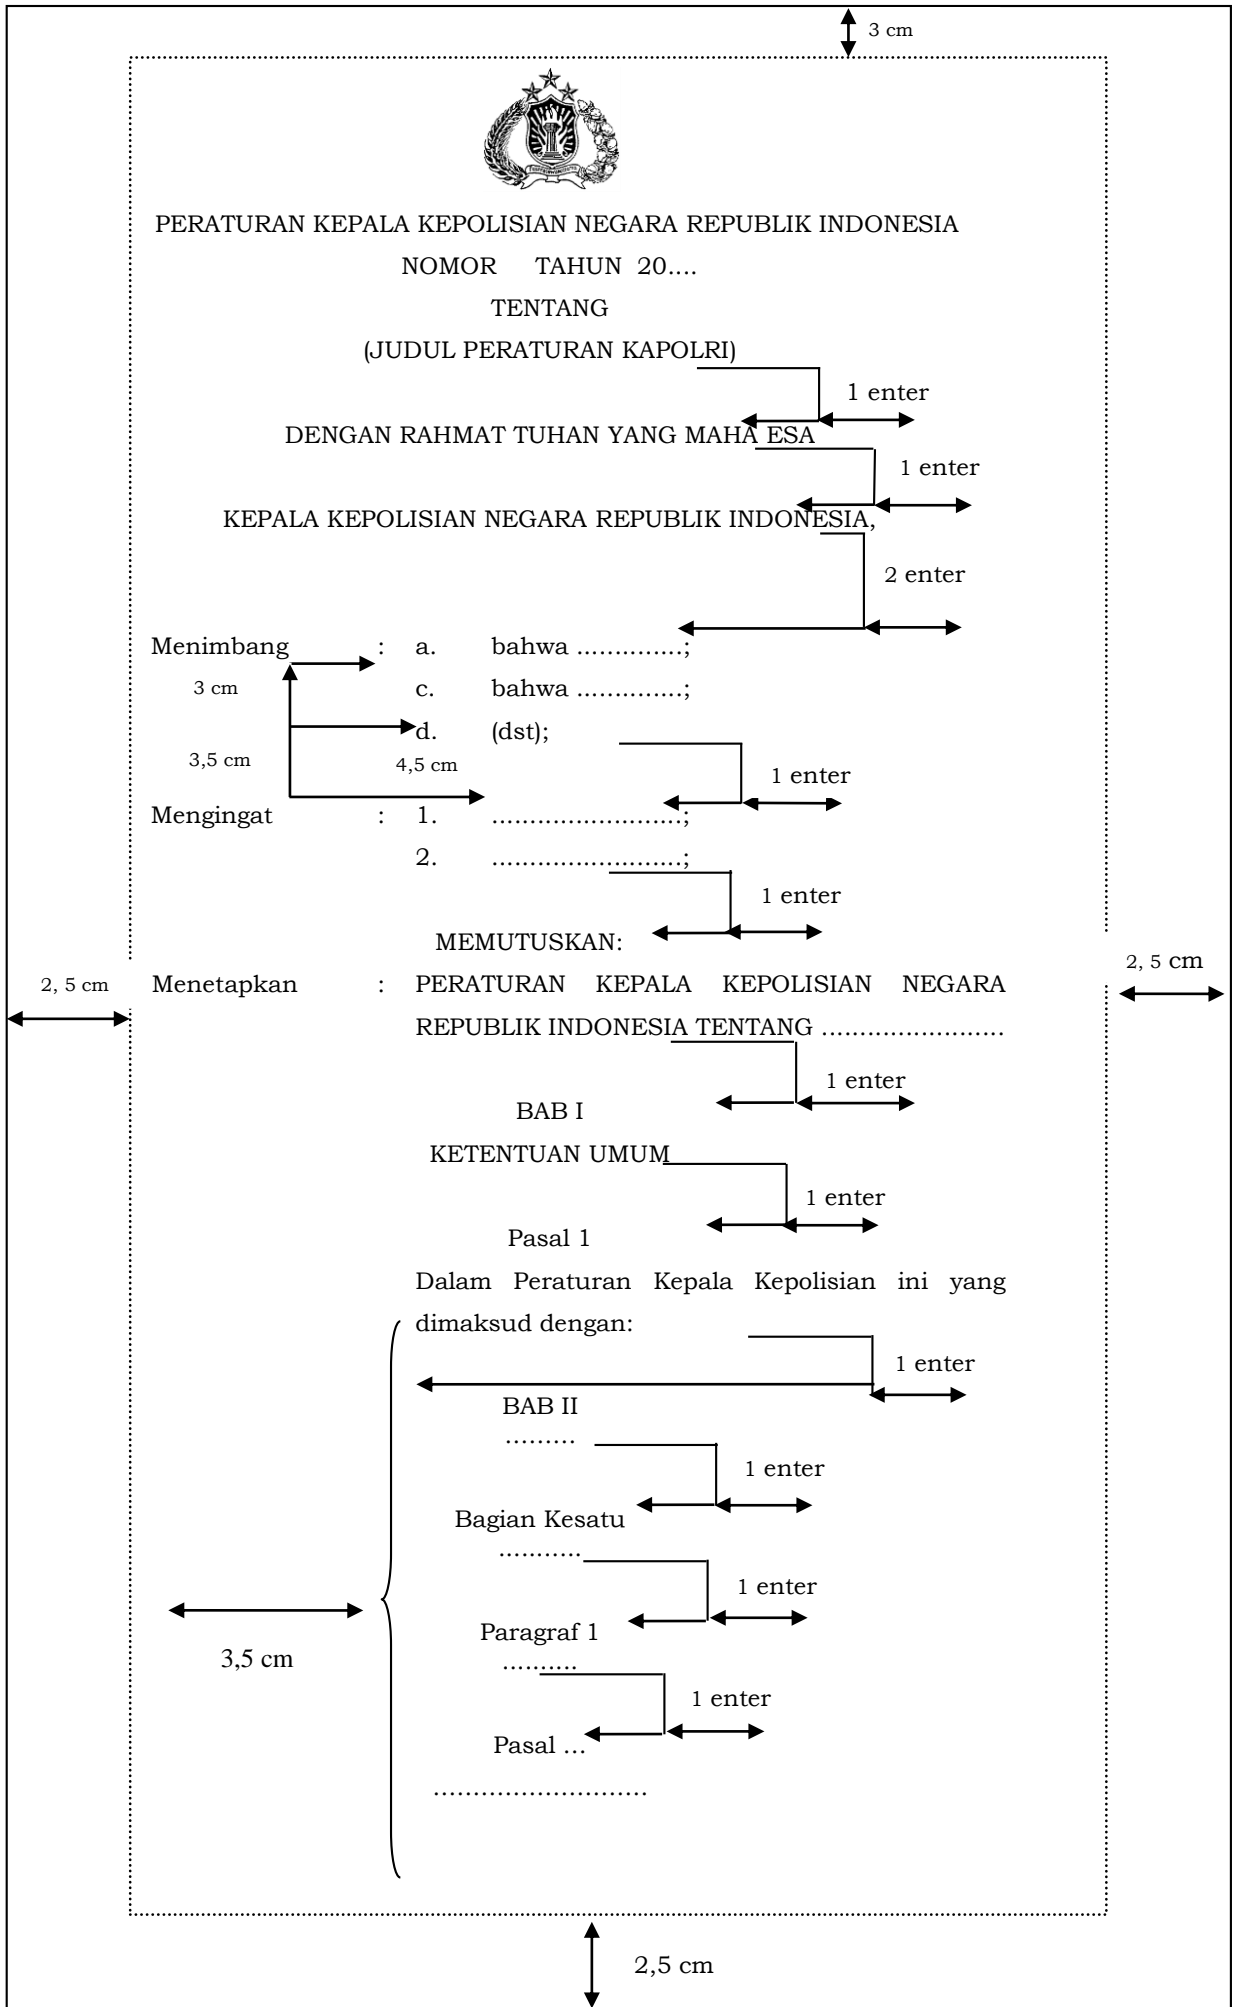 3 cm
PERATURAN KEPALA KEPOLISIAN NEGARA REPUBLIK INDONESIA
NOMOR TAHUN 20....
TENTANG
(JUDUL PERATURAN KAPOLRI)
1 enter
DENGAN RAHMAT TUHAN YANG MAHA ESA
1 enter
KEPALA KEPOLISIAN NEGARA REPUBLIK INDONESIA,
2 enter
Menimbang : a. bahwa ..............;
3 cm c. bahwa ..............;
d. (dst);
3,5 cm 4,5 cm 1 enter
Mengingat : 1. .........................;
2. .........................;
1 enter
MEMUTUSKAN:
2, 5 cm
2, 5 cm Menetapkan : PERATURAN KEPALA KEPOLISIAN NEGARA
REPUBLIK INDONESIA TENTANG ........................
1 enter
BAB I
KETENTUAN UMUM
1 enter
Pasal 1
Dalam Peraturan Kepala Kepolisian ini yang
dimaksud dengan:
1 enter
BAB II
.........
1 enter
Bagian Kesatu
...........
1 enter
Paragraf 1
3,5 cm
..........
1 enter
Pasal ...
............................
2,5 cm